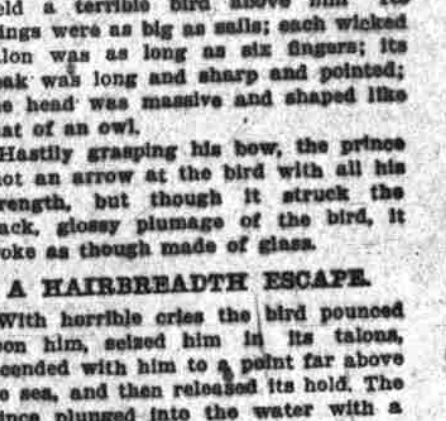 eld a terrible bird above him Its
ings were as big as sails; each wicked
alon was as long as six fingers; its
eak was long and sharp and pointed;
he head was massive and shaped like
at of an owl.
Hastily grasping his bow, the prince
ot an arrow at the bird with all his
rength, but though it struck the
ack, glossy plumage of the bird, it
roke as though made of glass.
A HAIRBREADTH ESCAPE.
With horrible cries the bird pounced
pon him, seized him in its talons,
cended with him to a point far above
e sea, and then released its hold. The
ince plunged into the water with a